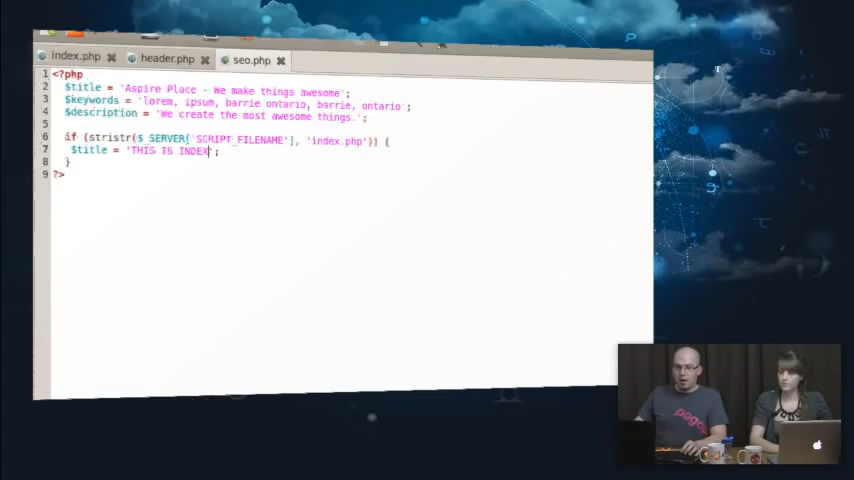 index.php
header.php
seo.php
1 <?php
2 $title = 'Aspire Place - We make things awesome';
3 $keywords = 'lorem, ipsum, barrie ontario, barrie, ontario';
4 $description = 'We create the most awesome things.';
5
6 if (stristr($_SERVER['SCRIPT_FILENAME'], 'index.php')) {
7 $title = 'THIS IS INDEX';
8 }
9 ?>